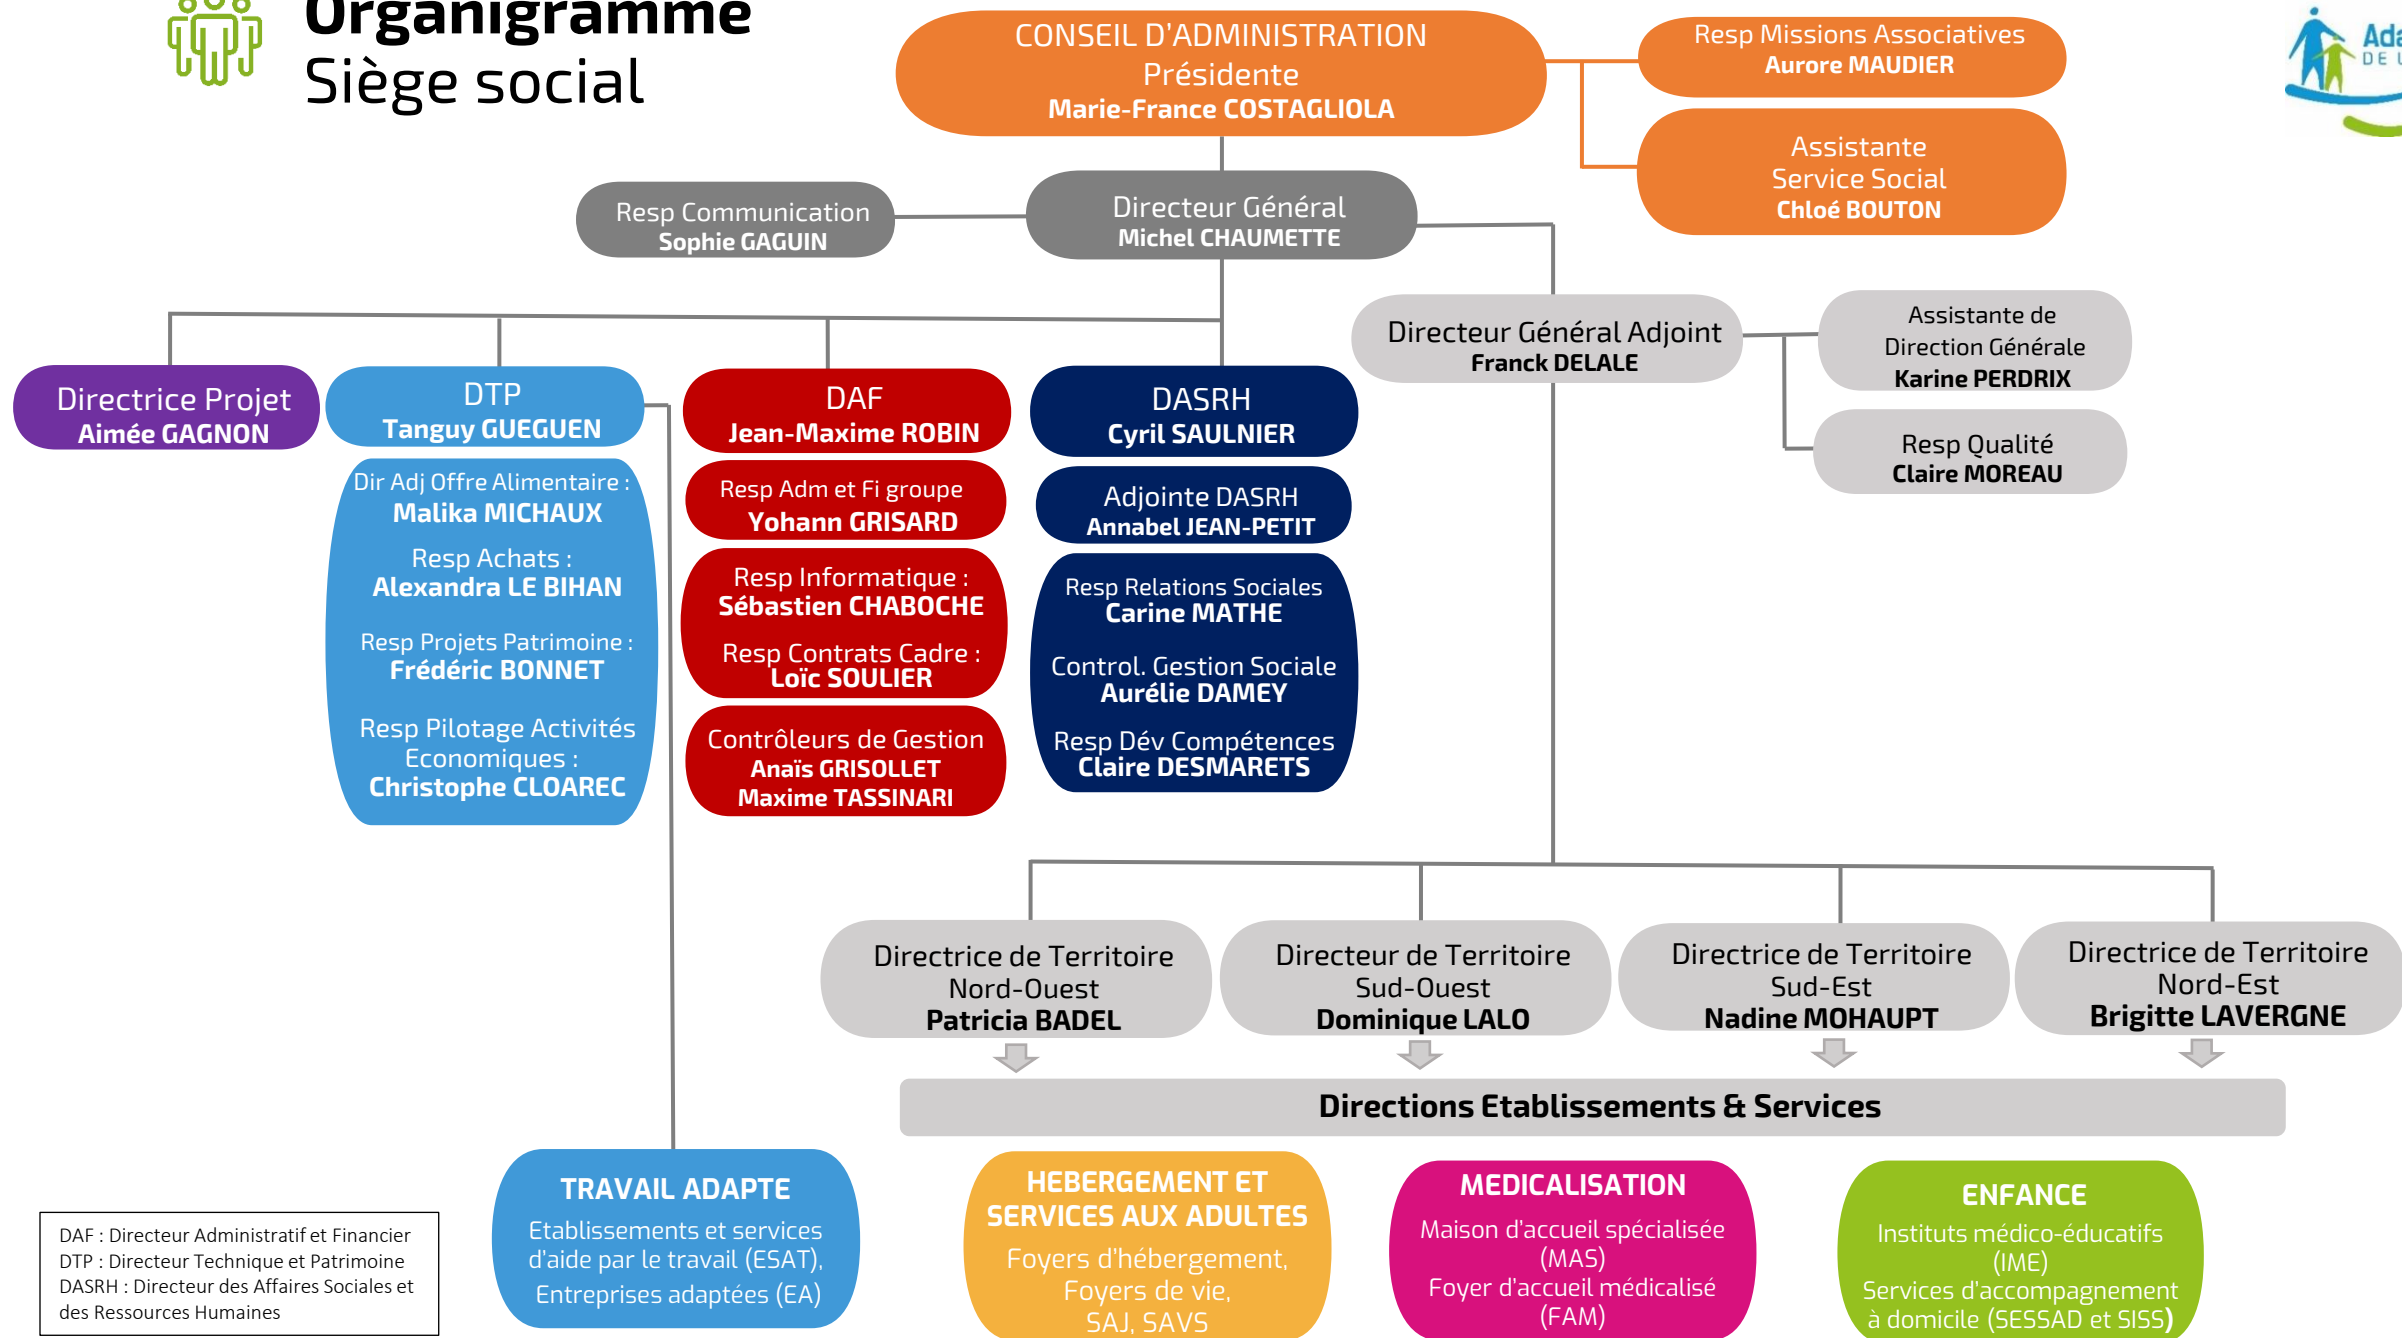 Organigramme
Siège social
CONSEIL D'ADMINISTRATION
Présidente
Marie-France COSTAGLIOLA
Resp Missions Associatives
Aurore MAUDIER
Assistante
Service Social
Chloé BOUTON
Resp Communication
Sophie GAGUIN
Directeur Général
Michel CHAUMETTE
Directeur Général Adjoint
Franck DELALE
Assistante de
Direction Générale
Karine PERDRIX
Resp Qualité
Claire MOREAU
Directrice Projet
Aimée GAGNON
DTP
Tanguy GUEGUEN
Dir Adj Offre Alimentaire :
Malika MICHAUX
Resp Achats :
Alexandra LE BIHAN
Resp Projets Patrimoine :
Frédéric BONNET
Resp Pilotage Activités
Economiques :
Christophe CLOAREC
DAF
Jean-Maxime ROBIN
Resp Adm et Fi groupe
Yohann GRISARD
Resp Informatique :
Sébastien CHABOCHE
Resp Contrats Cadre :
Loïc SOULIER
Contrôleurs de Gestion
Anaïs GRISOLLET
Maxime TASSINARI
DASRH
Cyril SAULNIER
Adjointe DASRH
Annabel JEAN-PETIT
Resp Relations Sociales
Carine MATHE
Control. Gestion Sociale
Aurélie DAMEY
Resp Dév Compétences
Claire DESMARETS
Directrice de Territoire
Nord-Ouest
Patricia BADEL
Directeur de Territoire
Sud-Ouest
Dominique LALO
Directrice de Territoire
Sud-Est
Nadine MOHAUPT
Directrice de Territoire
Nord-Est
Brigitte LAVERGNE
Directions Etablissements & Services
TRAVAIL ADAPTE
Etablissements et services
d'aide par le travail (ESAT),
Entreprises adaptées (EA)
HEBERGEMENT ET
SERVICES AUX ADULTES
Foyers d'hébergement,
Foyers de vie,
SAJ, SAVS
MEDICALISATION
Maison d'accueil spécialisée
(MAS)
Foyer d'accueil médicalisé
(FAM)
ENFANCE
Instituts médico-éducatifs
(IME)
Services d'accompagnement
à domicile (SESSAD et SISS)
DAF : Directeur Administratif et Financier
DTP : Directeur Technique et Patrimoine
DASRH : Directeur des Affaires Sociales et
des Ressources Humaines